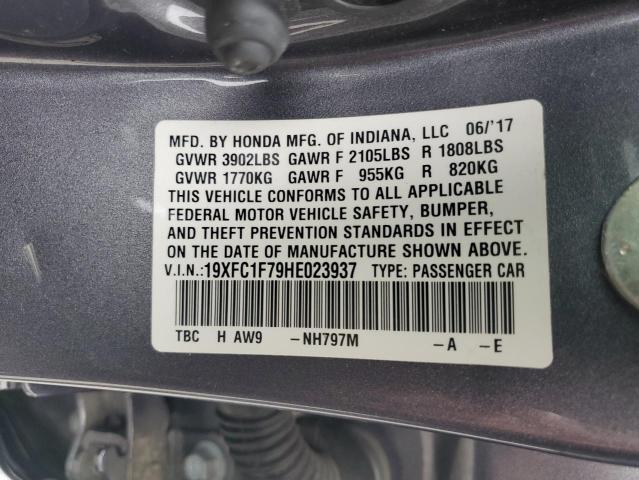 MFD. BY HONDA MFG. OF INDIANA, LLC 06/'17
GVWR 3902LBS GAWR F 2105LBS R 1808LBS
GVWR 1770KG GAWR F 955KG R 820KG
THIS VEHICLE CONFORMS TO ALL APPLICABLE
FEDERAL MOTOR VEHICLE SAFETY, BUMPER,
AND THEFT PREVENTION STANDARDS IN EFFECT
ON THE DATE OF MANUFACTURE SHOWN ABOVE.
V.I.N.:19XFC1F79HE023937 TYPE: PASSENGER CAR
TBC H AW9 -NH797M -A -E